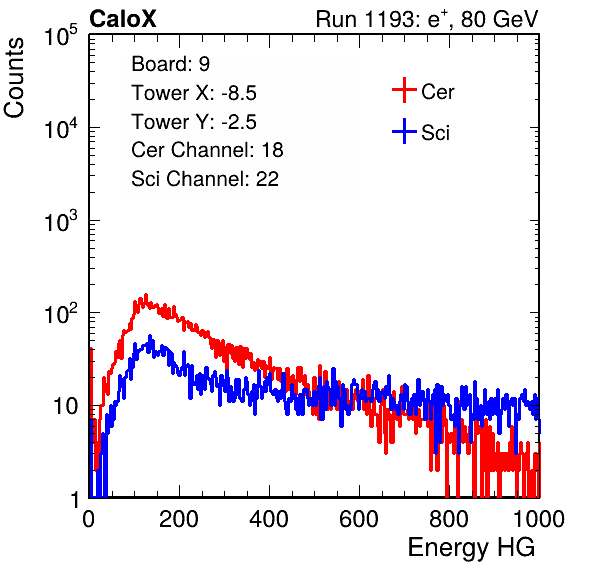 CaloX Run 1193: e⁺, 80 GeV
Counts
Board: 9
Tower X: -8.5
Tower Y: -2.5
Cer Channel: 18
Sci Channel: 22
Cer
Sci
10⁵
10⁴
10³
10²
10
1
0 200 400 600 800 1000
Energy HG